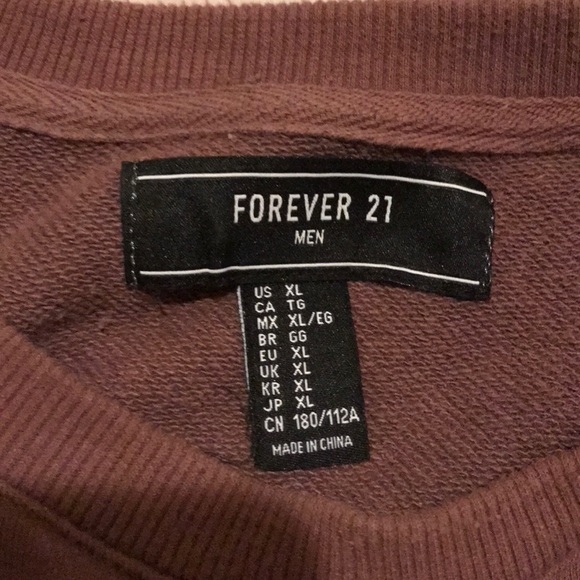 FOREVER 21
MEN
US XL
CA TG
MX XL/EG
BR GG
EU XL
UK XL
KR XL
JP XL
CN 180/112A
MADE IN CHINA